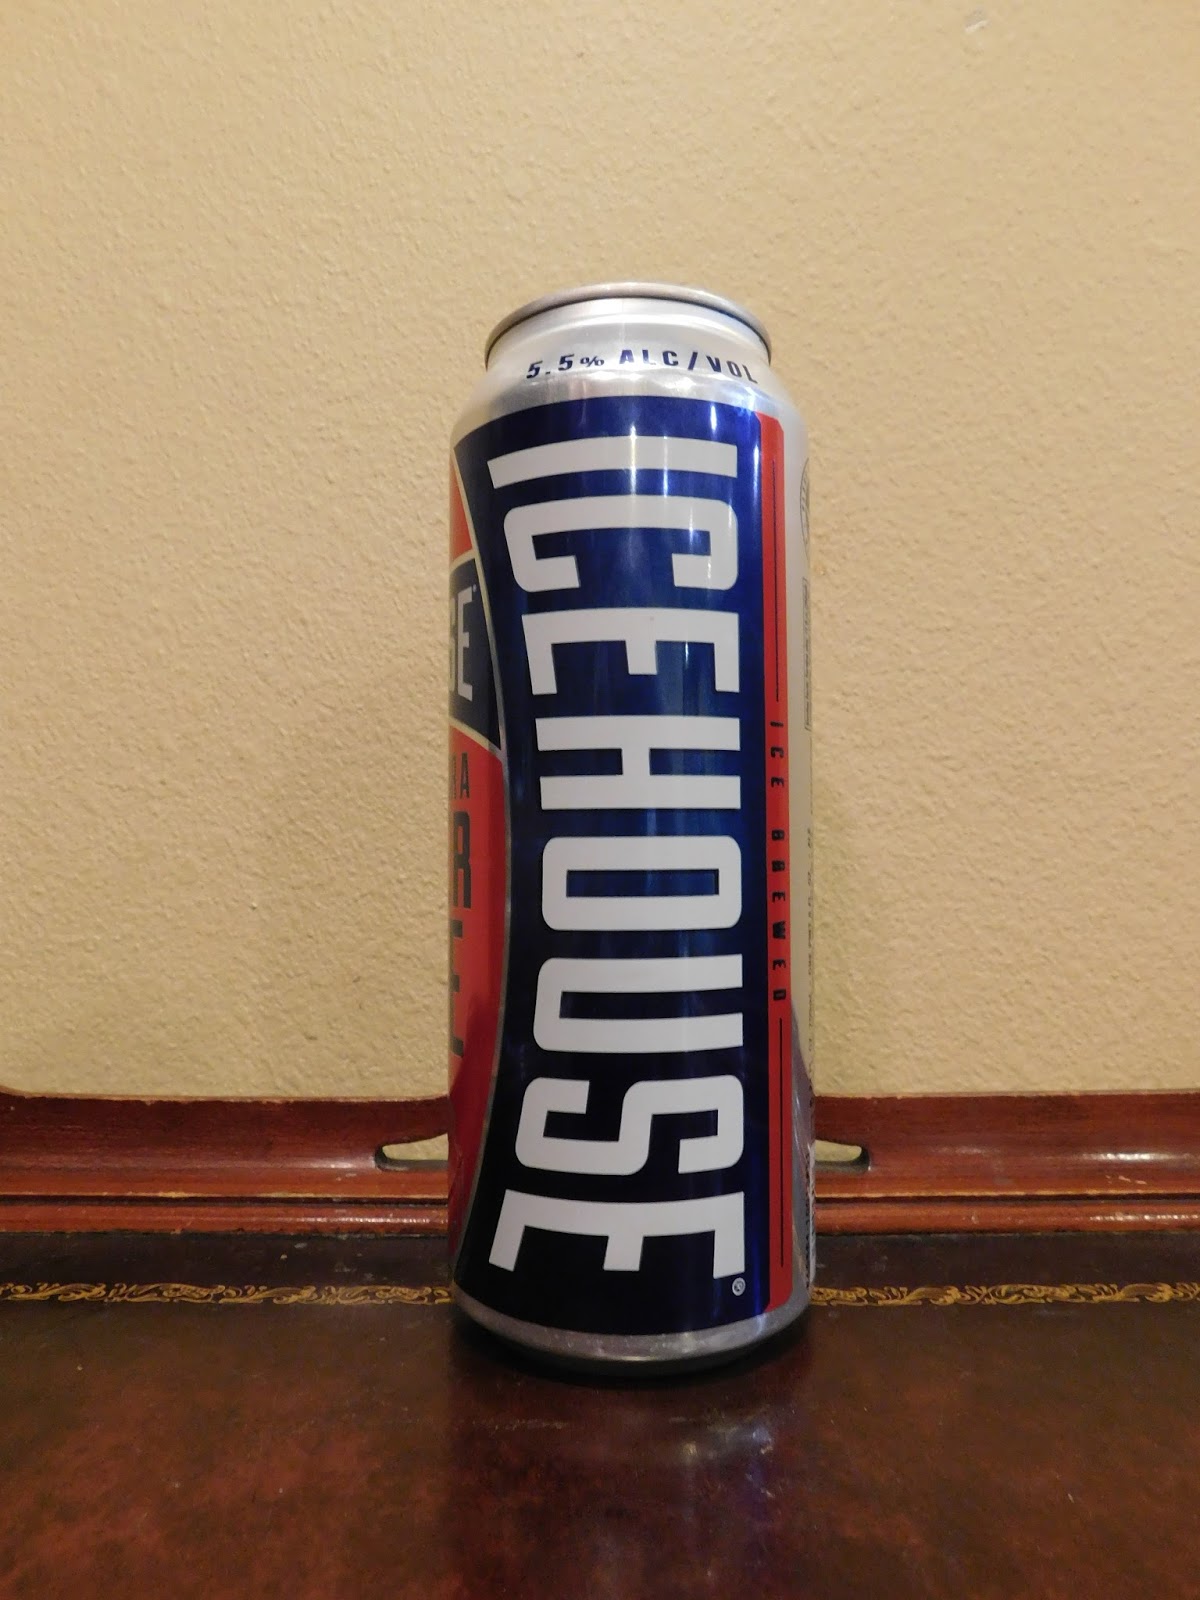 5.5% ALC/VOL
ICEHOUSE®
ICE BREWED